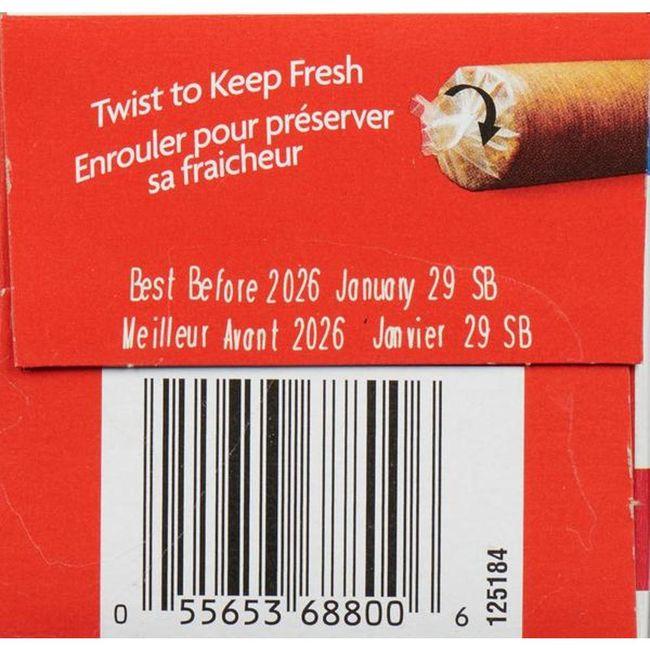 Twist to Keep Fresh
Enrouler pour préserver
sa fraicheur
Best Before 2026 January 29 SB
Meilleur Avant 2026 Janvier 29 SB
0 55653 68800 6
125184